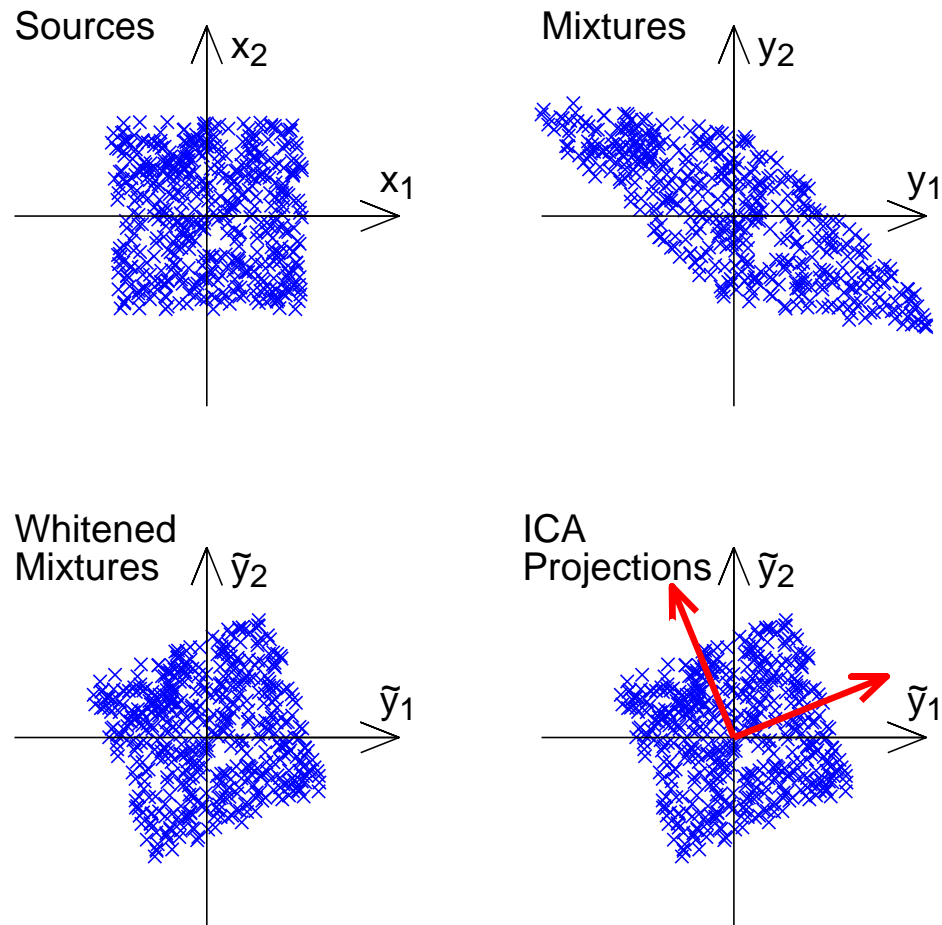 Sources
x2
x1
Mixtures
y2
y1
Whitened
Mixtures
ỹ2
ỹ1
ICA
Projections
ỹ2
ỹ1